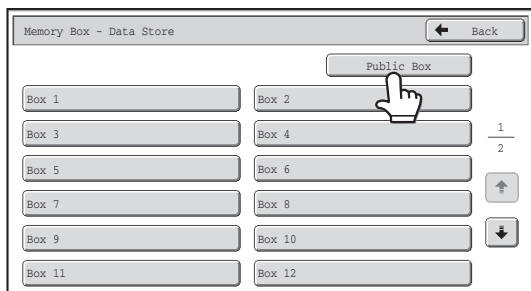 Memory Box - Data Store
Back
Public Box
Box 1
Box 2
Box 3
Box 4
1
2
Box 5
Box 6
Box 7
Box 8
Box 9
Box 10
Box 11
Box 12